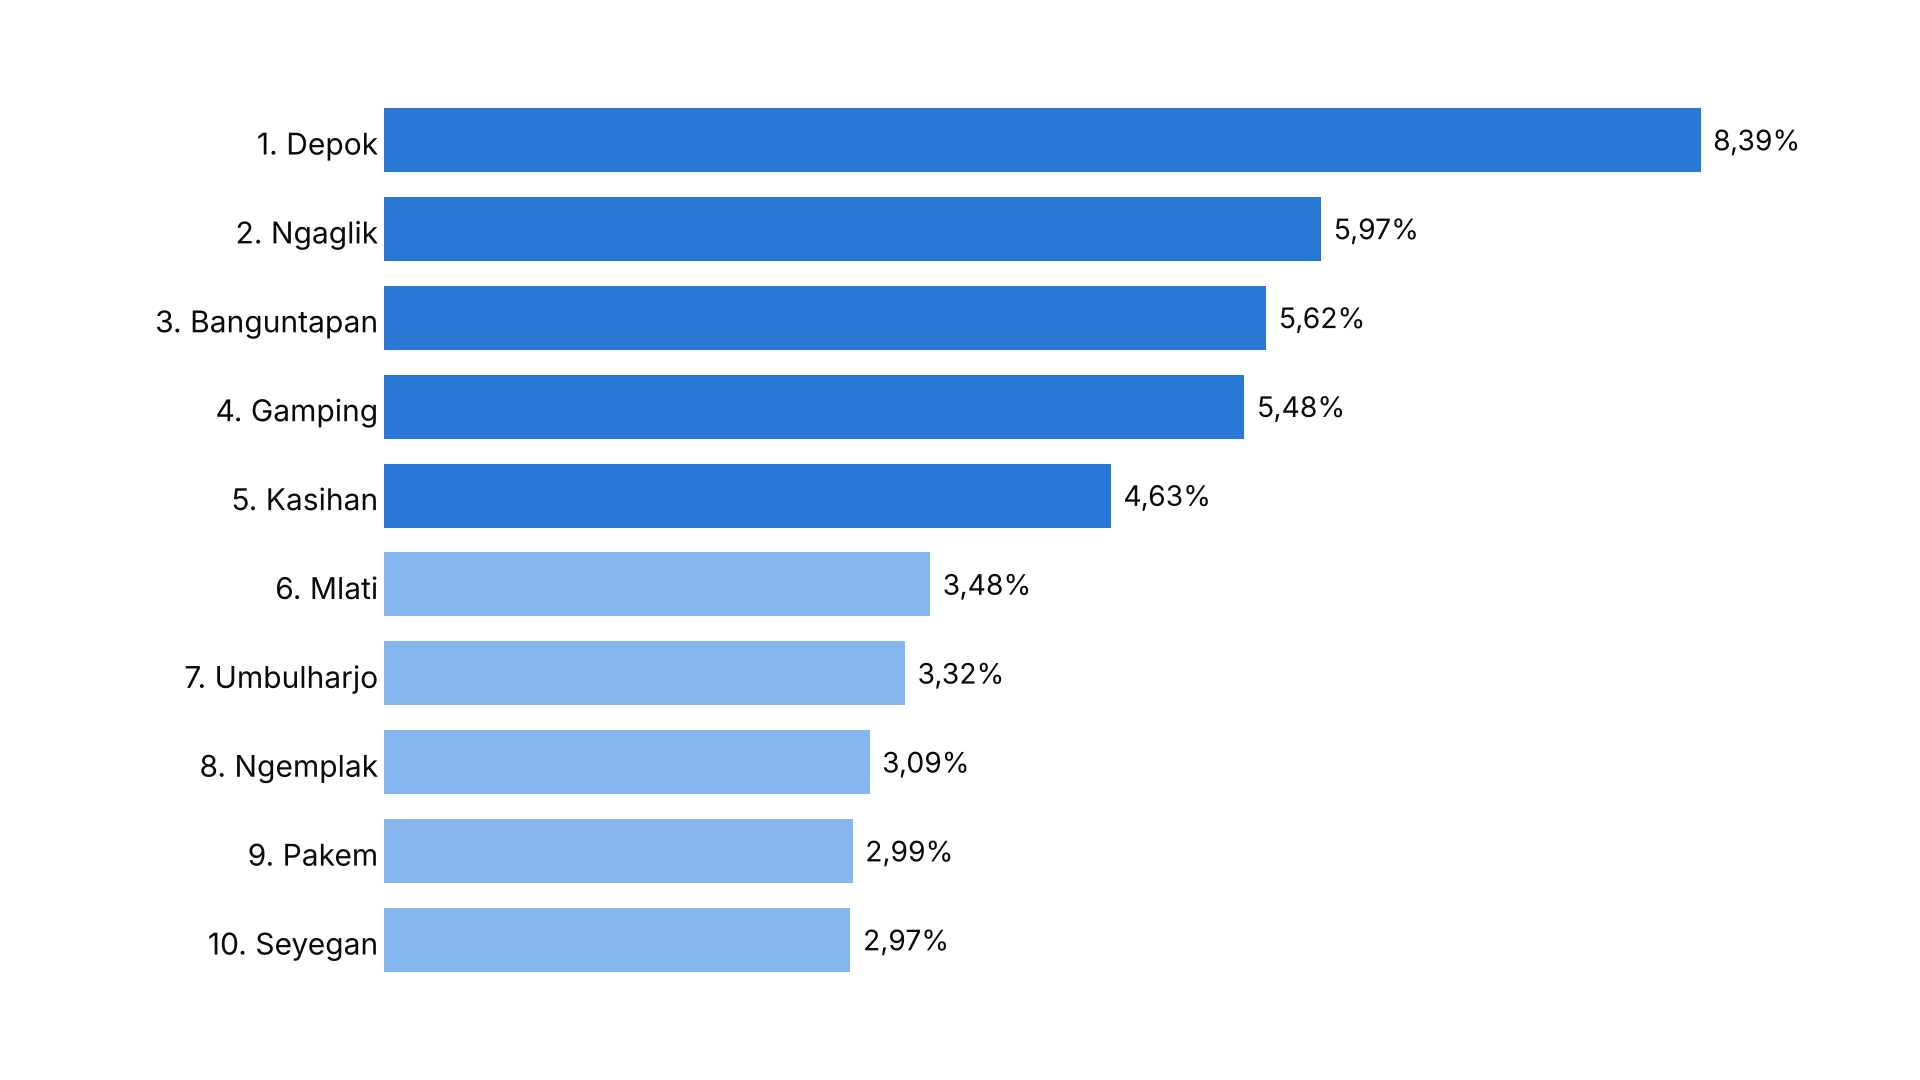 1. Depok 8,39%
2. Ngaglik 5,97%
3. Banguntapan 5,62%
4. Gamping 5,48%
5. Kasihan 4,63%
6. Mlati 3,48%
7. Umbulharjo 3,32%
8. Ngemplak 3,09%
9. Pakem 2,99%
10. Seyegan 2,97%